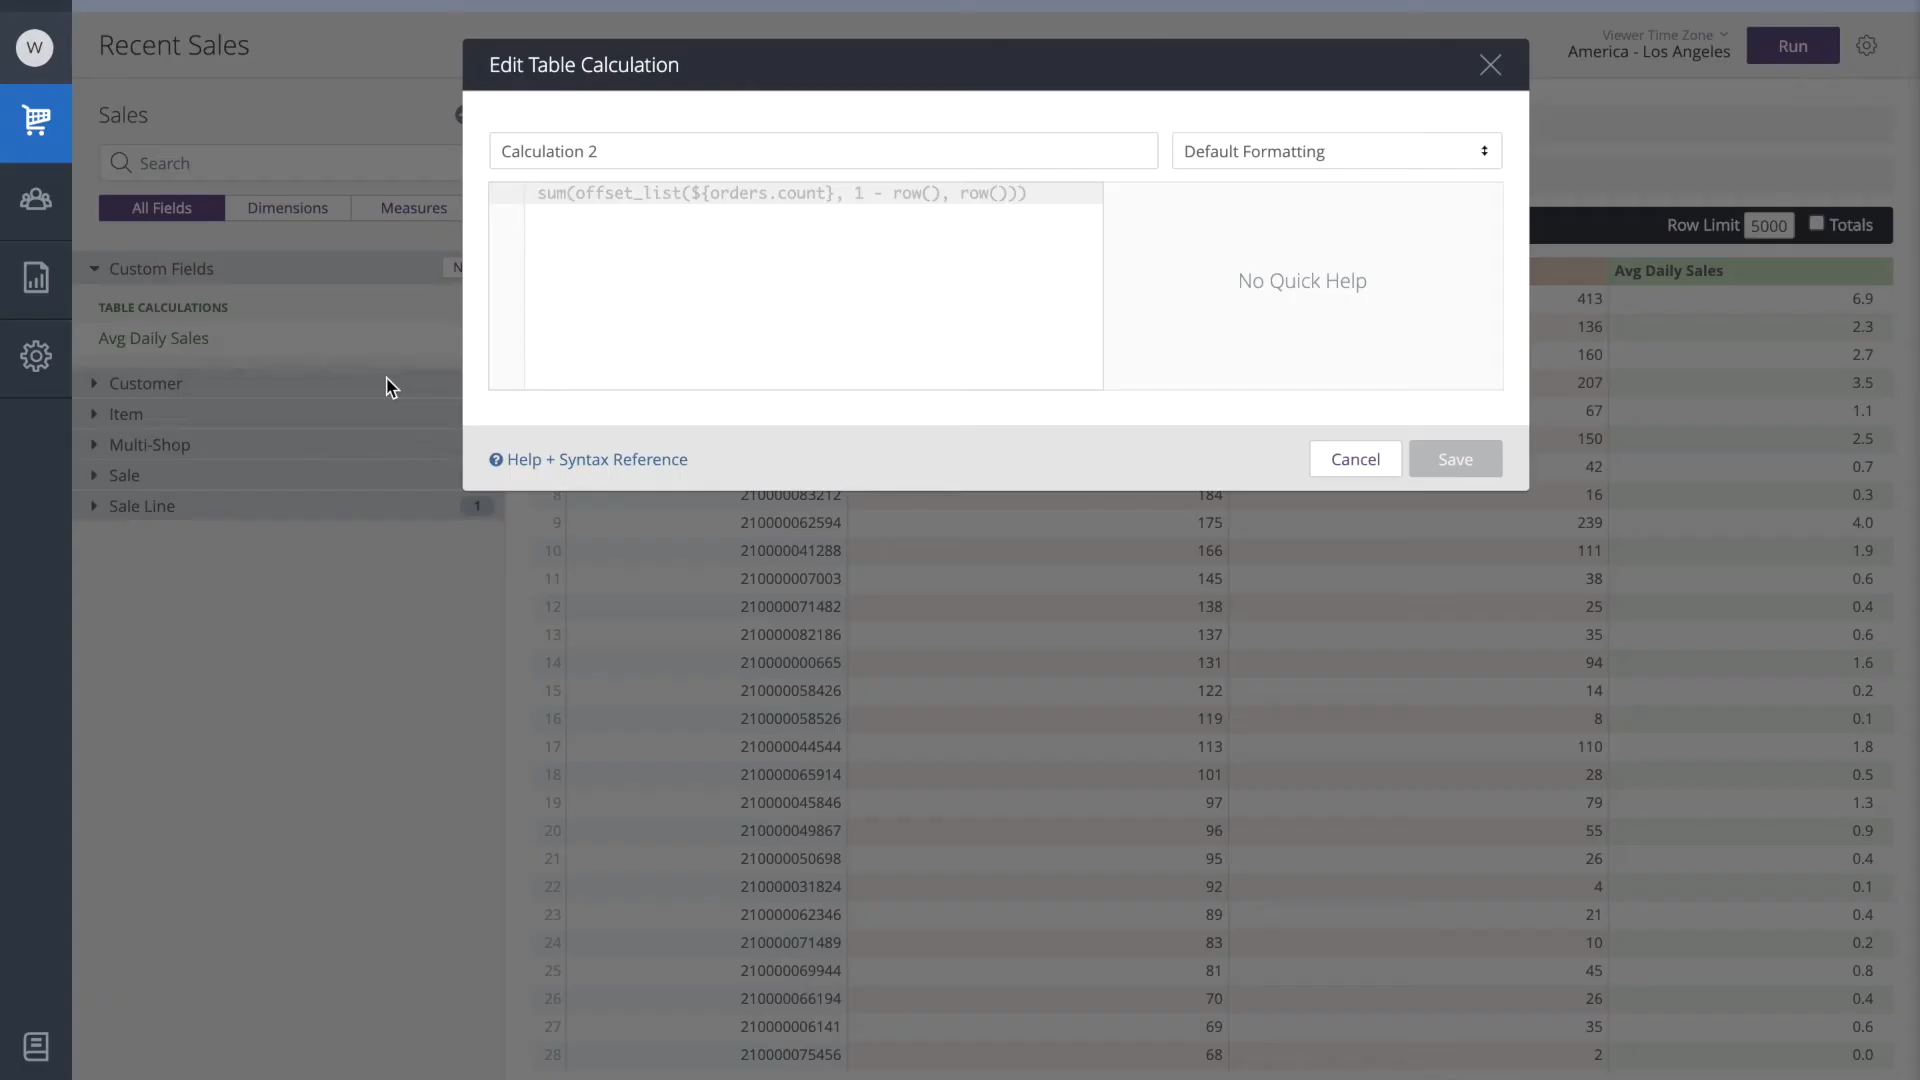 W
Recent Sales
Viewer Time Zone
America - Los Angeles
Run
Edit Table Calculation
Sales
Search
All Fields Dimensions Measures
Calculation 2
Default Formatting
sum(offset_list(${orders.count}, 1 - row(), row()))
No Quick Help
Help + Syntax Reference
Cancel
Save
Custom Fields
N
TABLE CALCULATIONS
Avg Daily Sales
Customer
Item
Multi-Shop
Sale
Sale Line 1
Row Limit 5000 Totals
Avg Daily Sales
413 6.9
136 2.3
160 2.7
207 3.5
67 1.1
150 2.5
42 0.7
8 210000083212 184 16 0.3
9 210000062594 175 239 4.0
10 210000041288 166 111 1.9
11 210000007003 145 38 0.6
12 210000071482 138 25 0.4
13 210000082186 137 35 0.6
14 210000000665 131 94 1.6
15 210000058426 122 14 0.2
16 210000058526 119 8 0.1
17 210000044544 113 110 1.8
18 210000065914 101 28 0.5
19 210000045846 97 79 1.3
20 210000049867 96 55 0.9
21 210000050698 95 26 0.4
22 210000031824 92 4 0.1
23 210000062346 89 21 0.4
24 210000071489 83 10 0.2
25 210000069944 81 45 0.8
26 210000066194 70 26 0.4
27 210000006141 69 35 0.6
28 210000075456 68 2 0.0